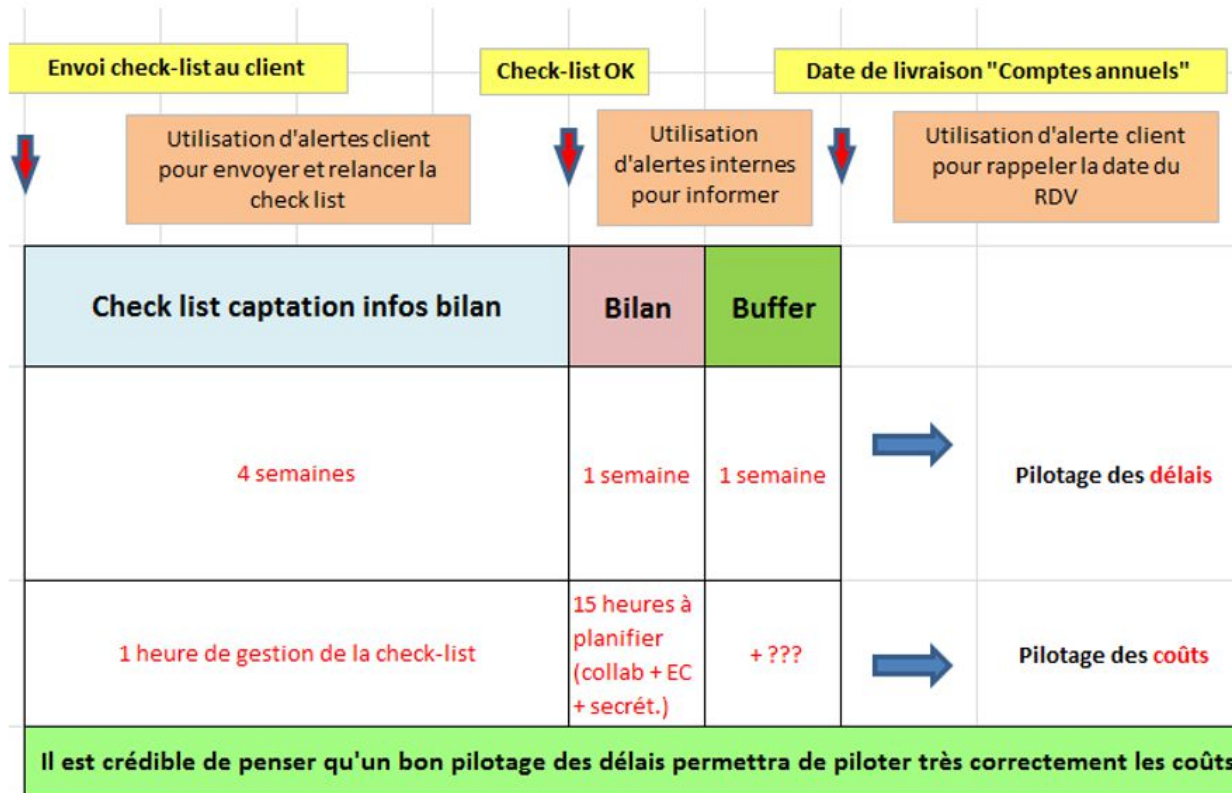 Envoi check-list au client
Check-list OK
Date de livraison "Comptes annuels"
Utilisation d'alertes client
pour envoyer et relancer la
check list
Utilisation
d'alertes internes
pour informer
Utilisation d'alerte client
pour rappeler la date du
RDV
Check list captation infos bilan
Bilan
Buffer
4 semaines
1 semaine
1 semaine
Pilotage des délais
1 heure de gestion de la check-list
15 heures à
planifier
(collab + EC
+ secrét.)
+ ???
Pilotage des coûts
Il est crédible de penser qu'un bon pilotage des délais permettra de piloter très correctement les coûts